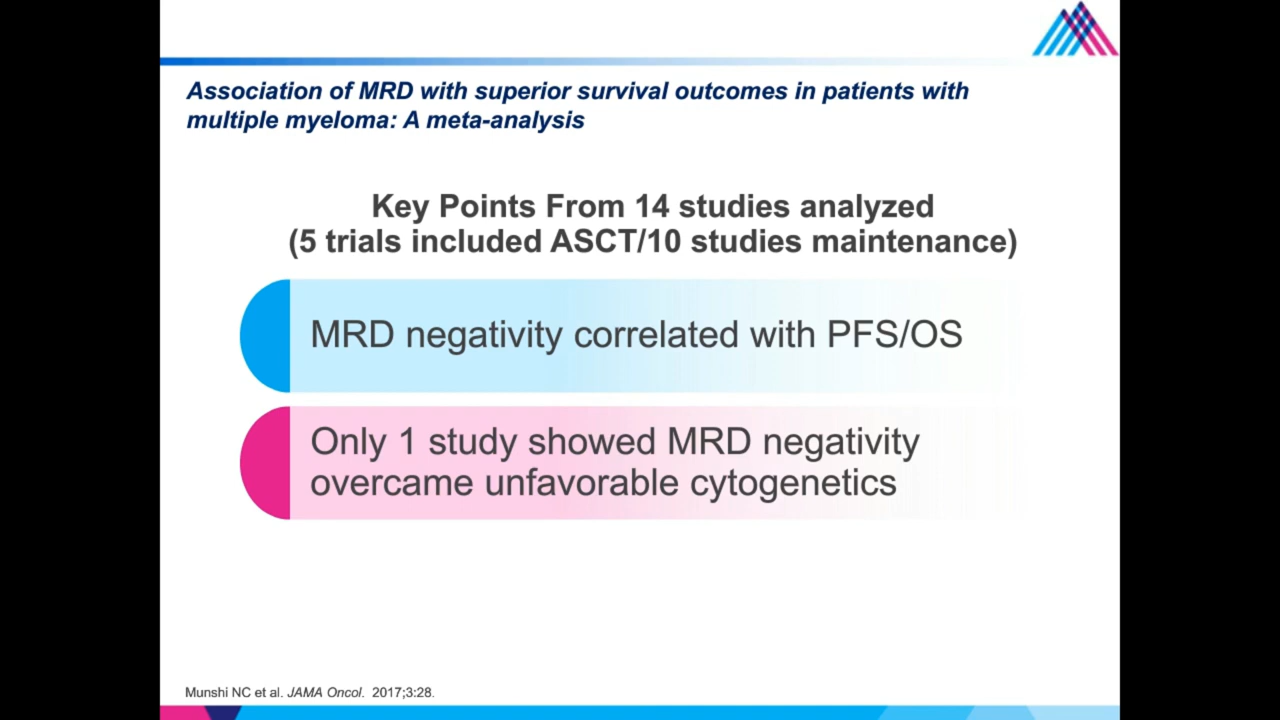 Association of MRD with superior survival outcomes in patients with
multiple myeloma: A meta-analysis
Key Points From 14 studies analyzed
(5 trials included ASCT/10 studies maintenance)
MRD negativity correlated with PFS/OS
Only 1 study showed MRD negativity
overcame unfavorable cytogenetics
Munshi NC et al. JAMA Oncol. 2017;3:28.